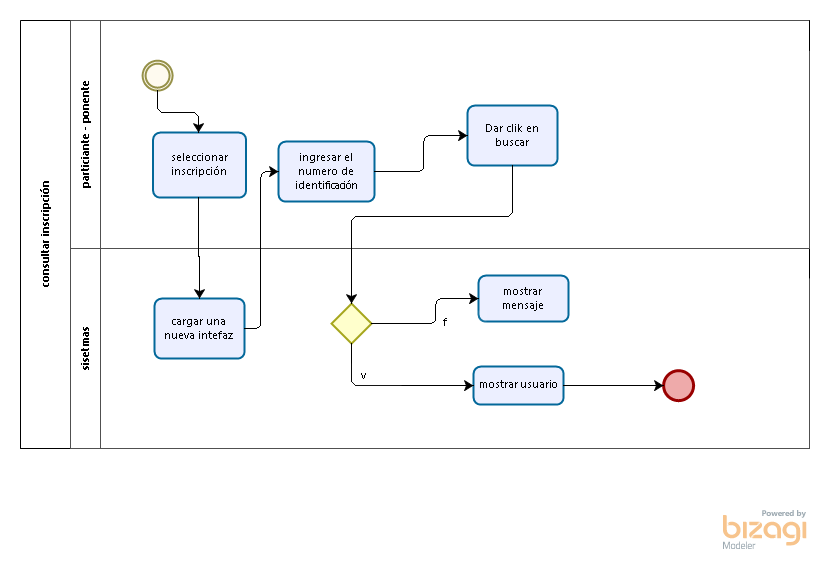 consultar inscripción
particiante - ponente
seleccionar
inscripción
ingresar el
numero de
identificadón
Dar clik en
buscar
sisetmas
cargar una
nueva intefaz
mostrar
mensaje
f
v
mostrar usuario
Powered by
bizagi
Modeler